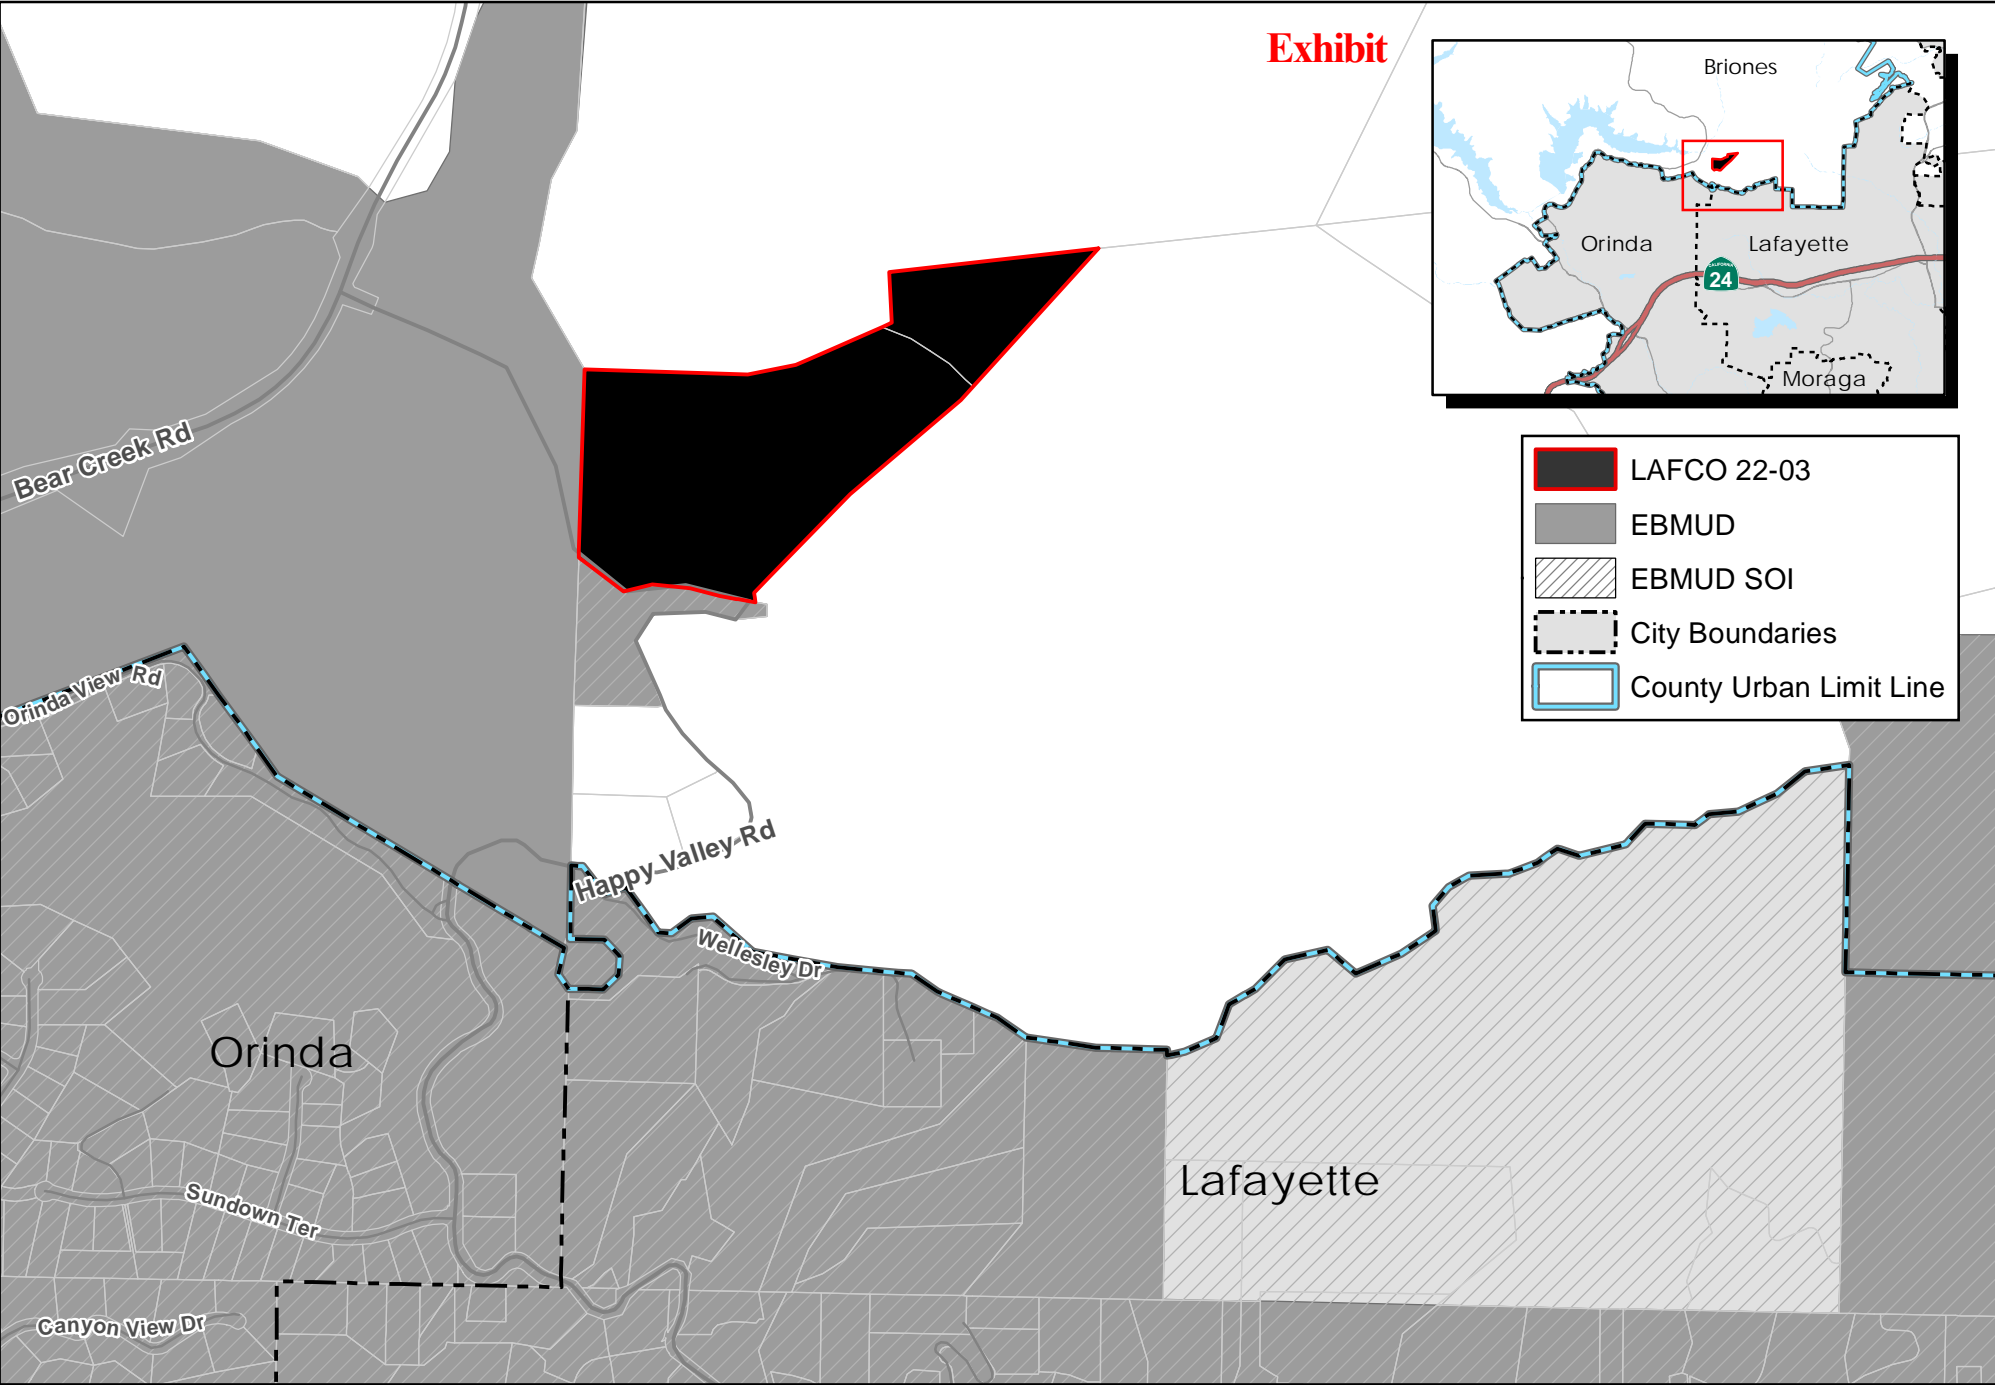 Exhibit
Briones
Orinda
Lafayette
CALIFORNIA
24
Moraga
LAFCO 22-03
EBMUD
EBMUD SOI
City Boundaries
County Urban Limit Line
Bear Creek Rd
Orinda View Rd
Happy Valley Rd
Wellesley Dr
Orinda
Lafayette
Sundown Ter
Canyon View Dr